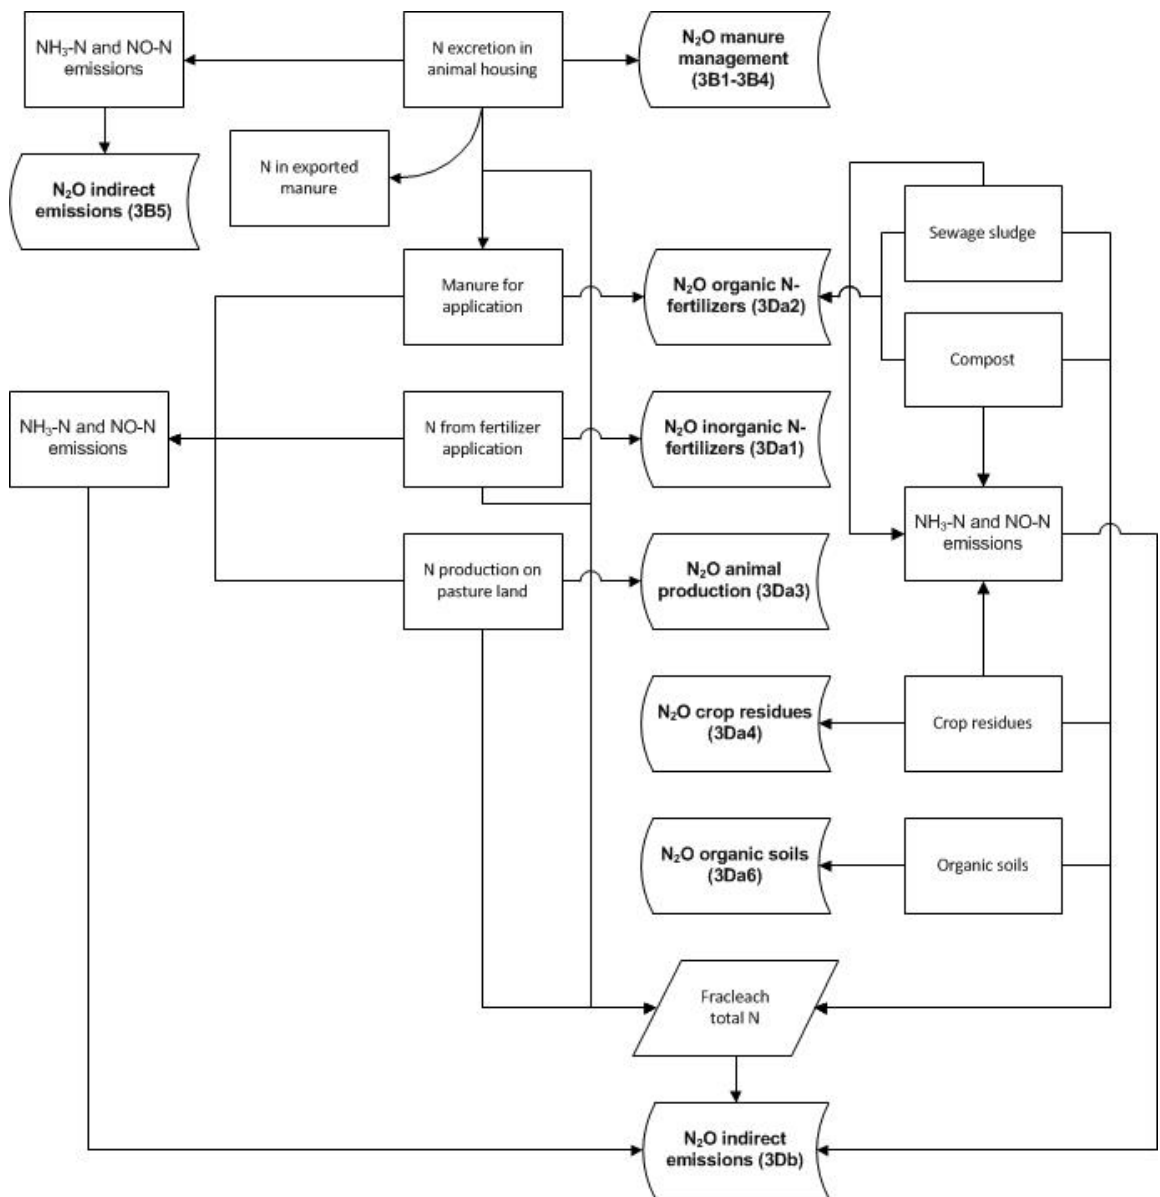 NH₃-N and NO-N
emissions
N excretion in
animal housing
N₂O manure
management
(3B1-3B4)
N₂O indirect
emissions (3B5)
N in exported
manure
Sewage sludge
Manure for
application
N₂O organic N-
fertilizers (3Da2)
Compost
NH₃-N and NO-N
emissions
N from fertilizer
application
N₂O inorganic N-
fertilizers (3Da1)
NH₃-N and NO-N
emissions
N production on
pasture land
N₂O animal
production (3Da3)
N₂O crop residues
(3Da4)
Crop residues
N₂O organic soils
(3Da6)
Organic soils
Fracleach
total N
N₂O indirect
emissions (3Db)